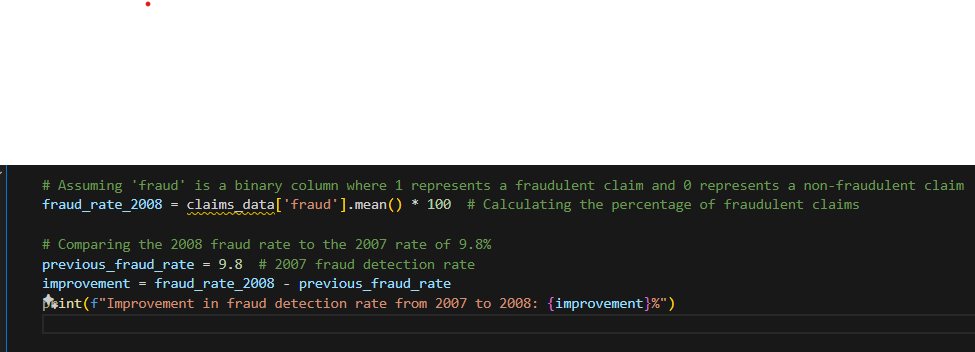 # Assuming 'fraud' is a binary column where 1 represents a fraudulent claim and 0 represents a non-fraudulent claim
fraud_rate_2008 = claims_data['fraud'].mean() * 100  # Calculating the percentage of fraudulent claims
# Comparing the 2008 fraud rate to the 2007 rate of 9.8%
previous_fraud_rate = 9.8  # 2007 fraud detection rate
improvement = fraud_rate_2008 - previous_fraud_rate
print(f"Improvement in fraud detection rate from 2007 to 2008: {improvement}%")